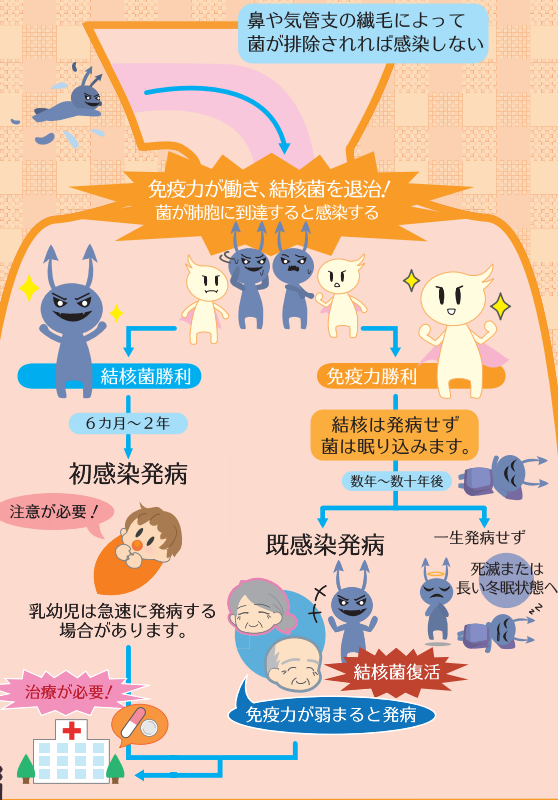 鼻や気管支の繊毛によって
菌が排除されれば感染しない
免疫力が働き、結核菌を退治!
菌が肺胞に到達すると感染する
結核菌勝利
6カ月〜2年
初感染発病
注意が必要!
乳幼児は急速に発病する
場合があります。
免疫力勝利
結核は発病せず
菌は眠り込みます。
数年〜数十年後
既感染発病
一生発病せず
死滅または
長い冬眠状態へ
zz
結核菌復活
免疫力が弱まると発病
治療が必要!